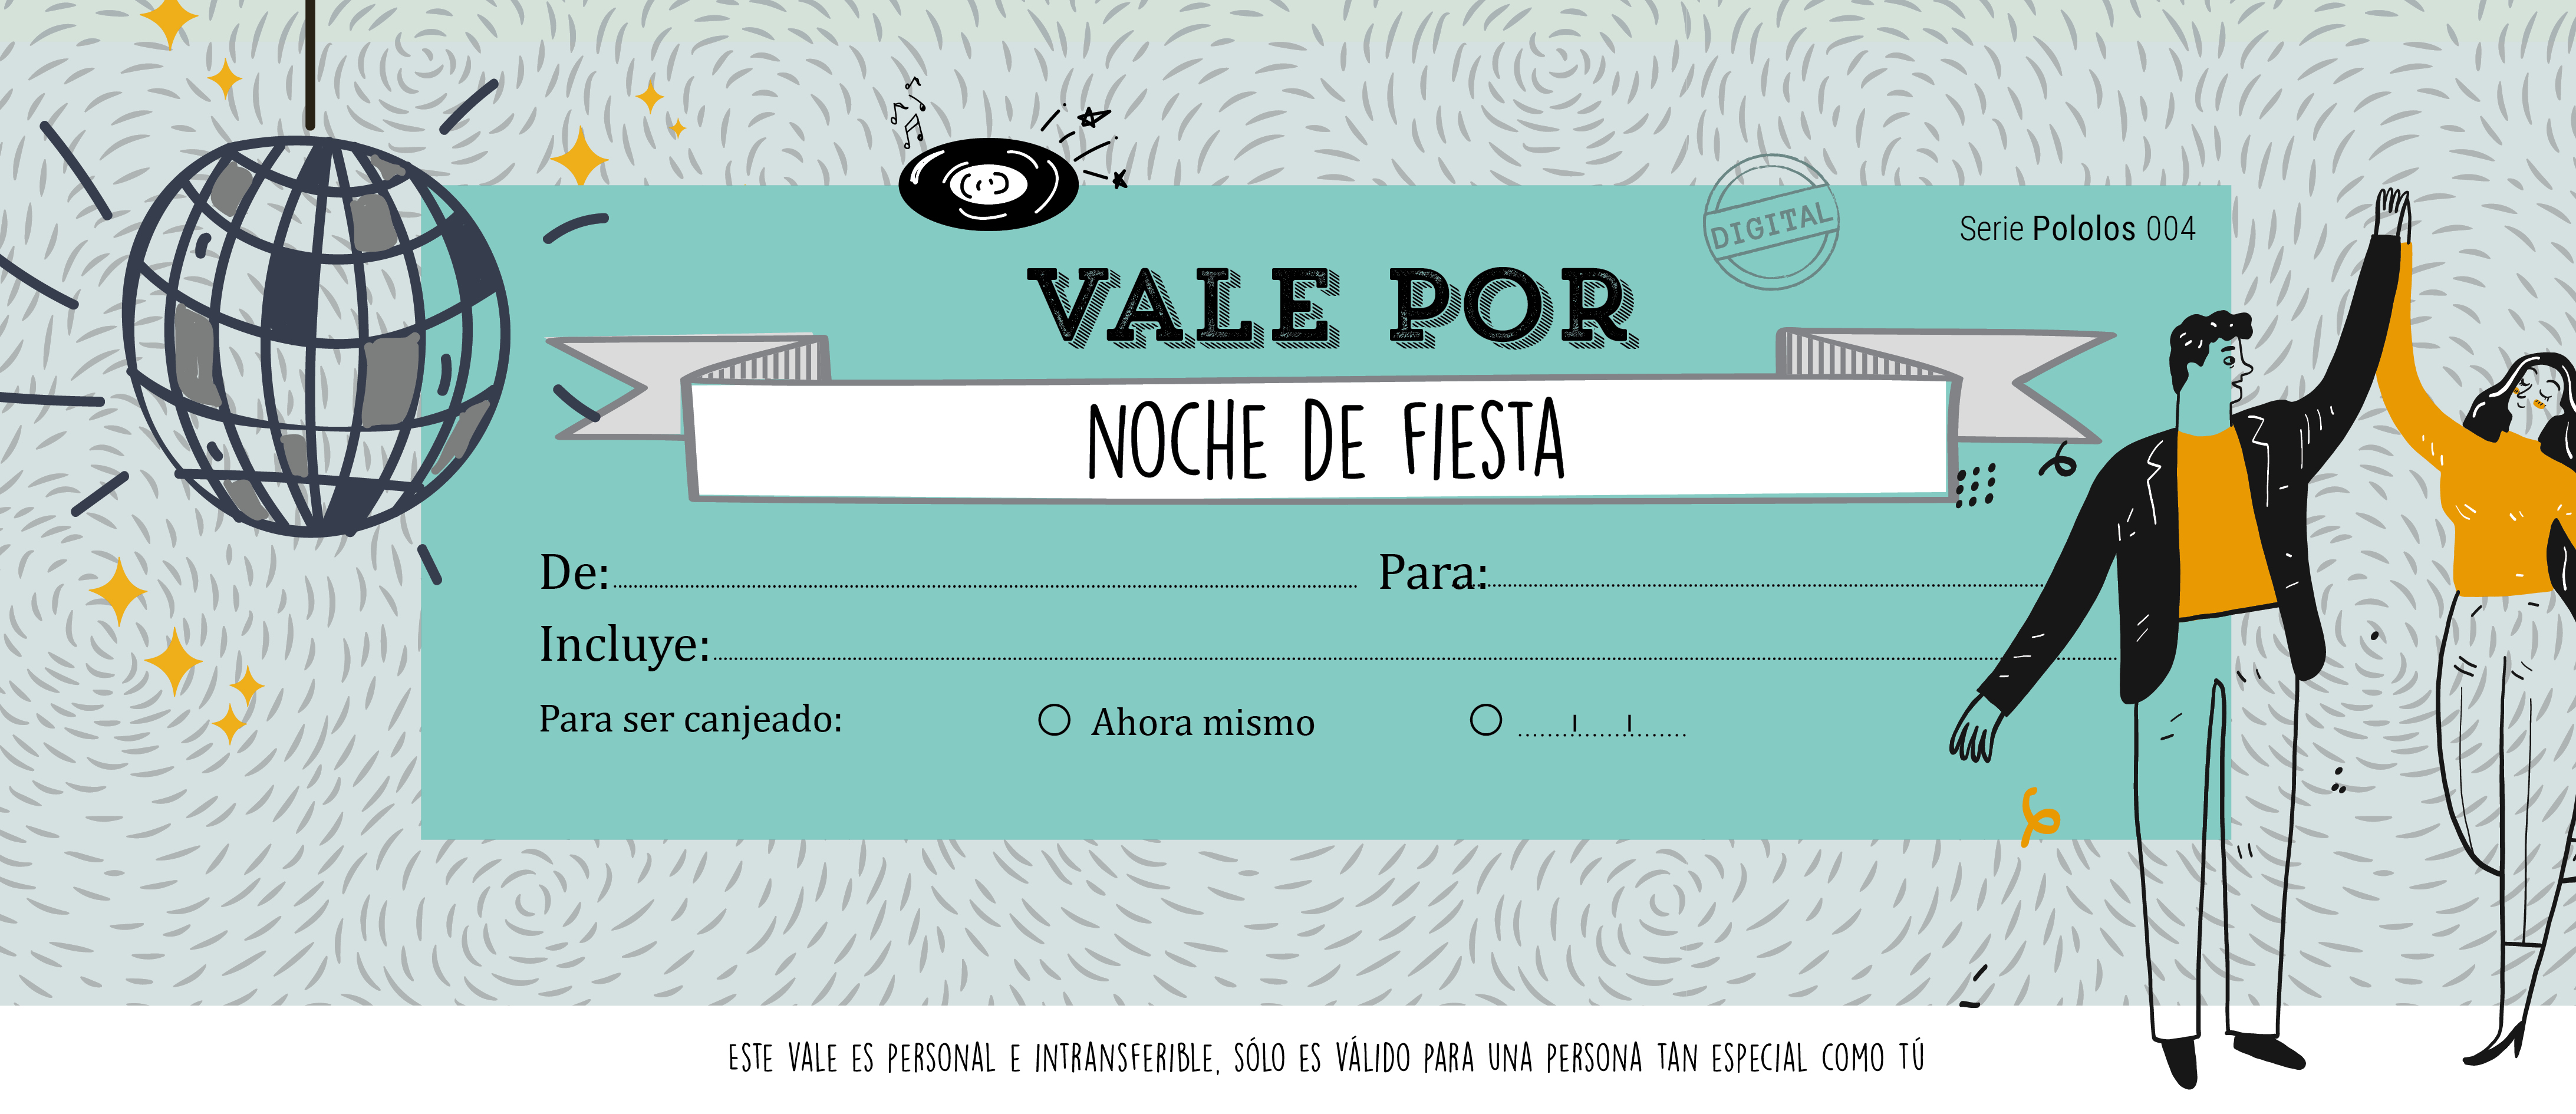 DIGITAL
Serie Pololos 004
VALE POR
NOCHE DE FIESTA
De: Para:
Incluye:
Para ser canjeado: Ahora mismo
ESTE VALE ES PERSONAL E INTRANSFERIBLE, SÓLO ES VÁLIDO PARA UNA PERSONA TAN ESPECIAL COMO TÚ